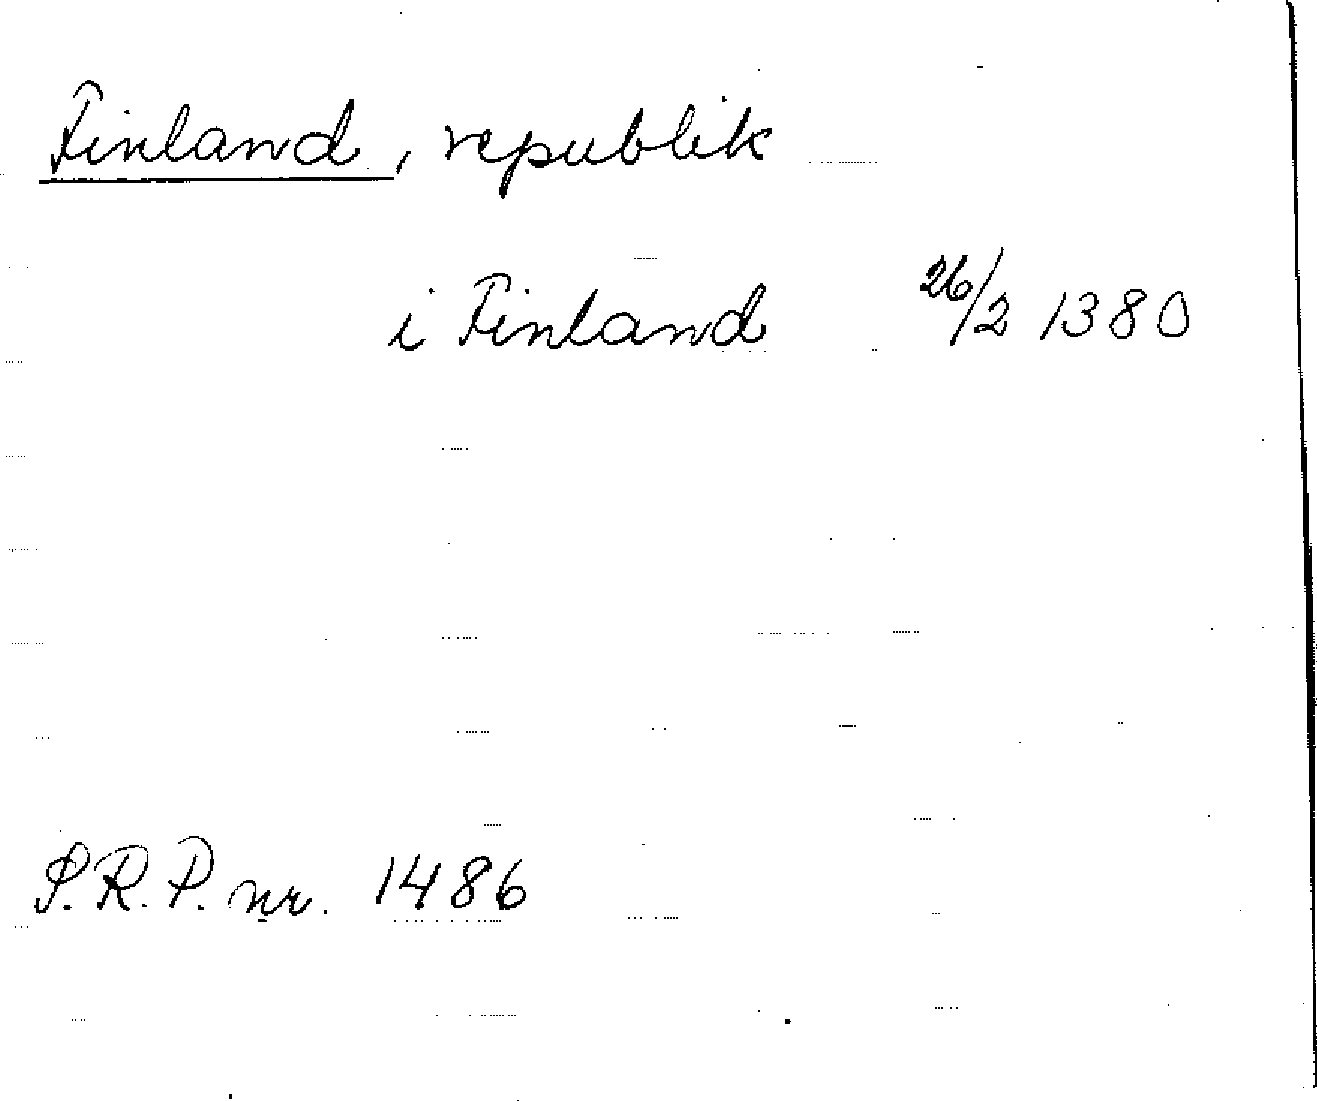 Finland, republik
i Finland 26/2 1380
S.R.P. nr. 1486